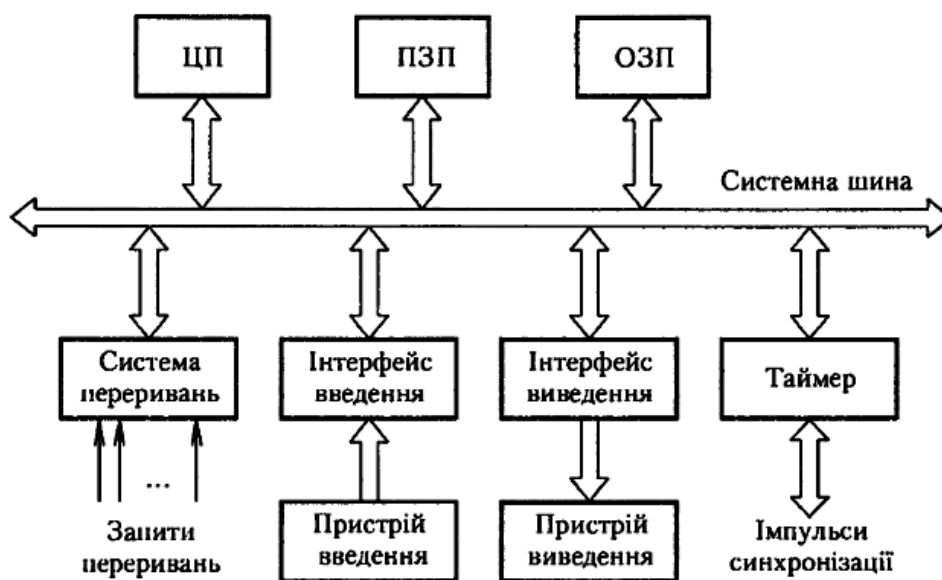 ЦП
ПЗП
ОЗП
Системна шина
Система
переривань
Інтерфейс
введення
Інтерфейс
виведення
Таймер
...
Запити
переривань
Пристрій
введення
Пристрій
виведення
Імпульси
синхронізації